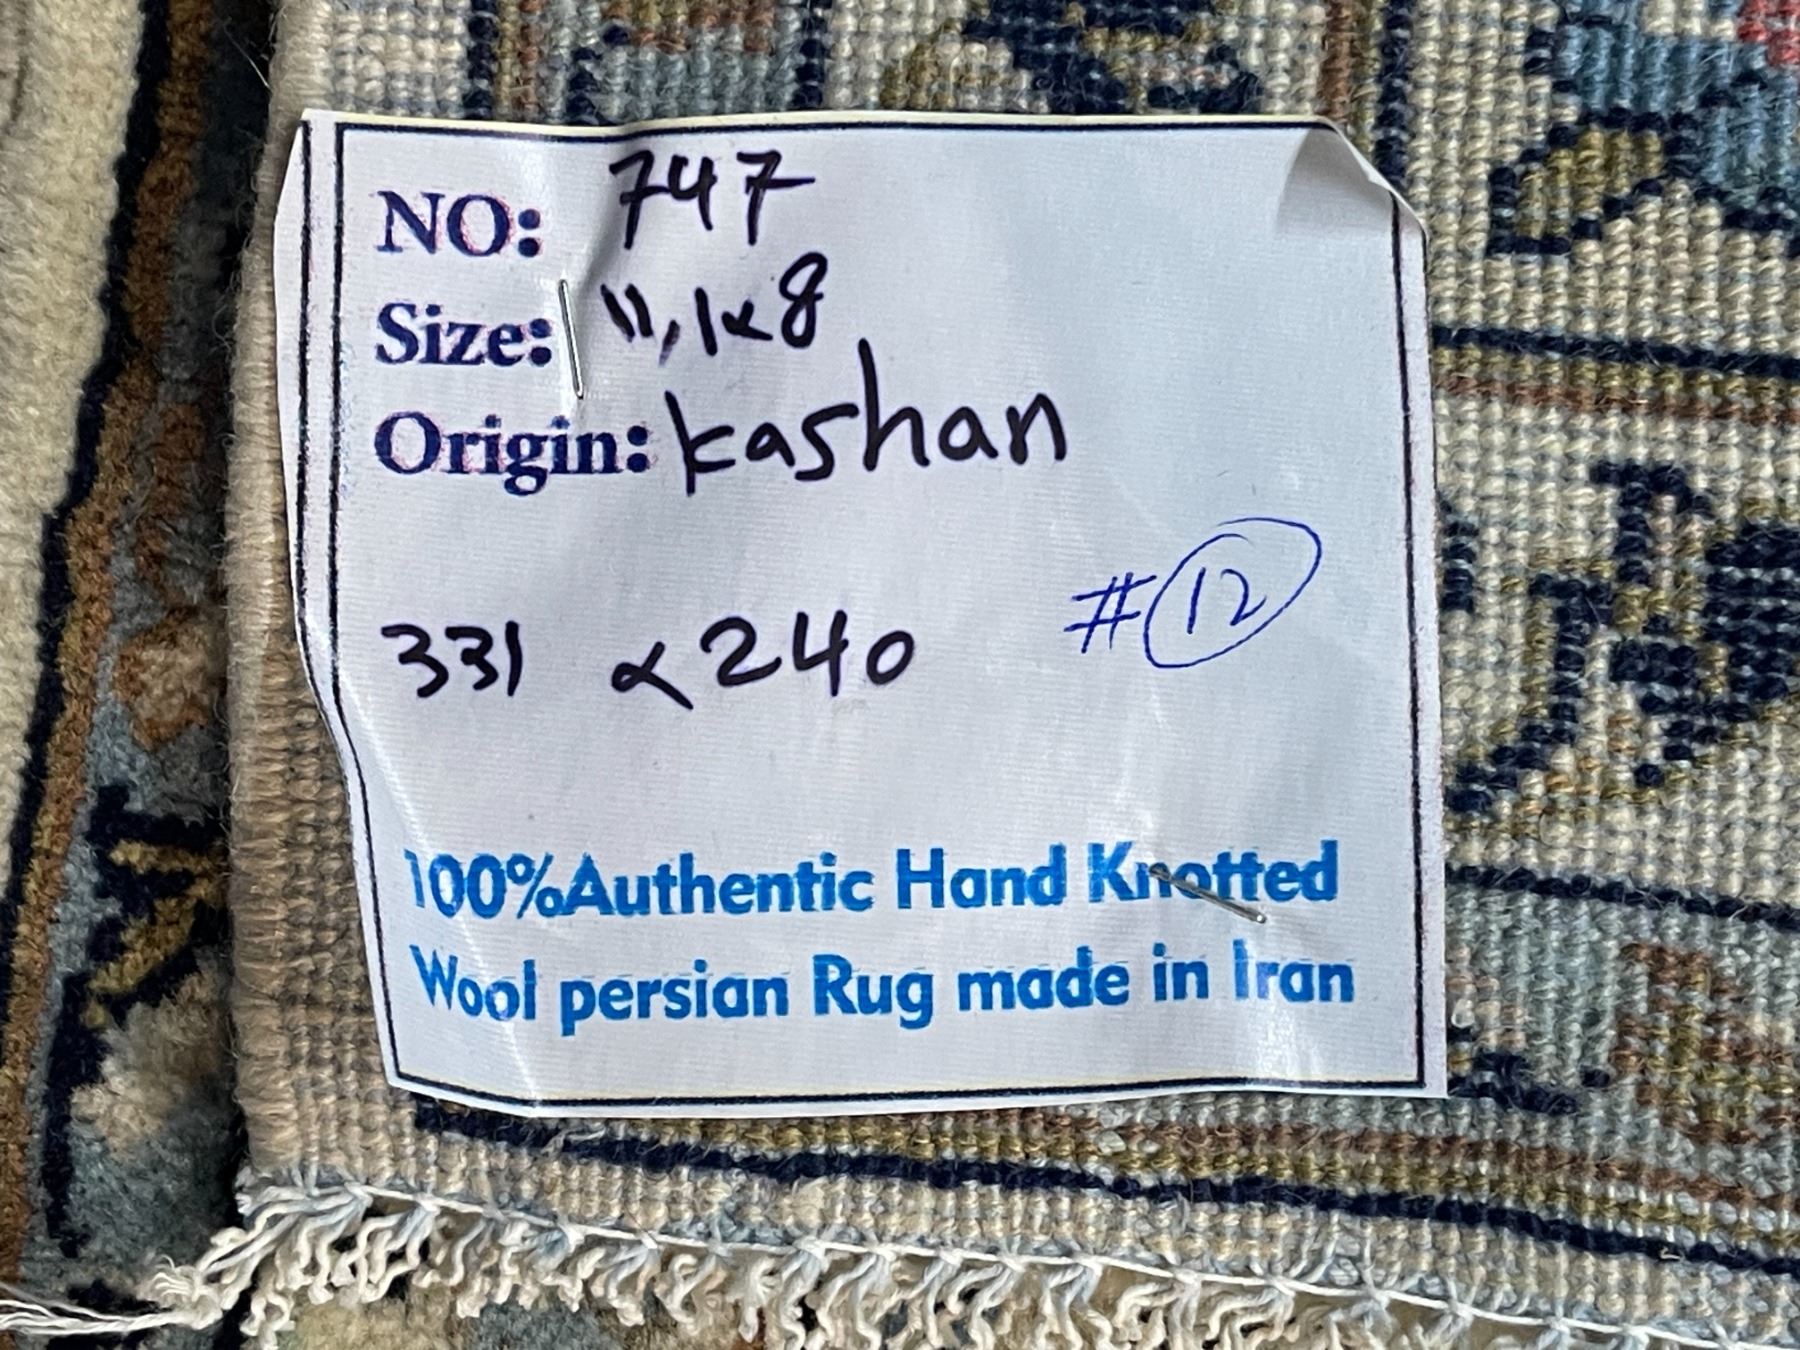 NO: 747
Size: 11,1x8
Origin: kashan
#12
331 x 240
100%Authentic Hand Knotted
Wool persian Rug made in Iran